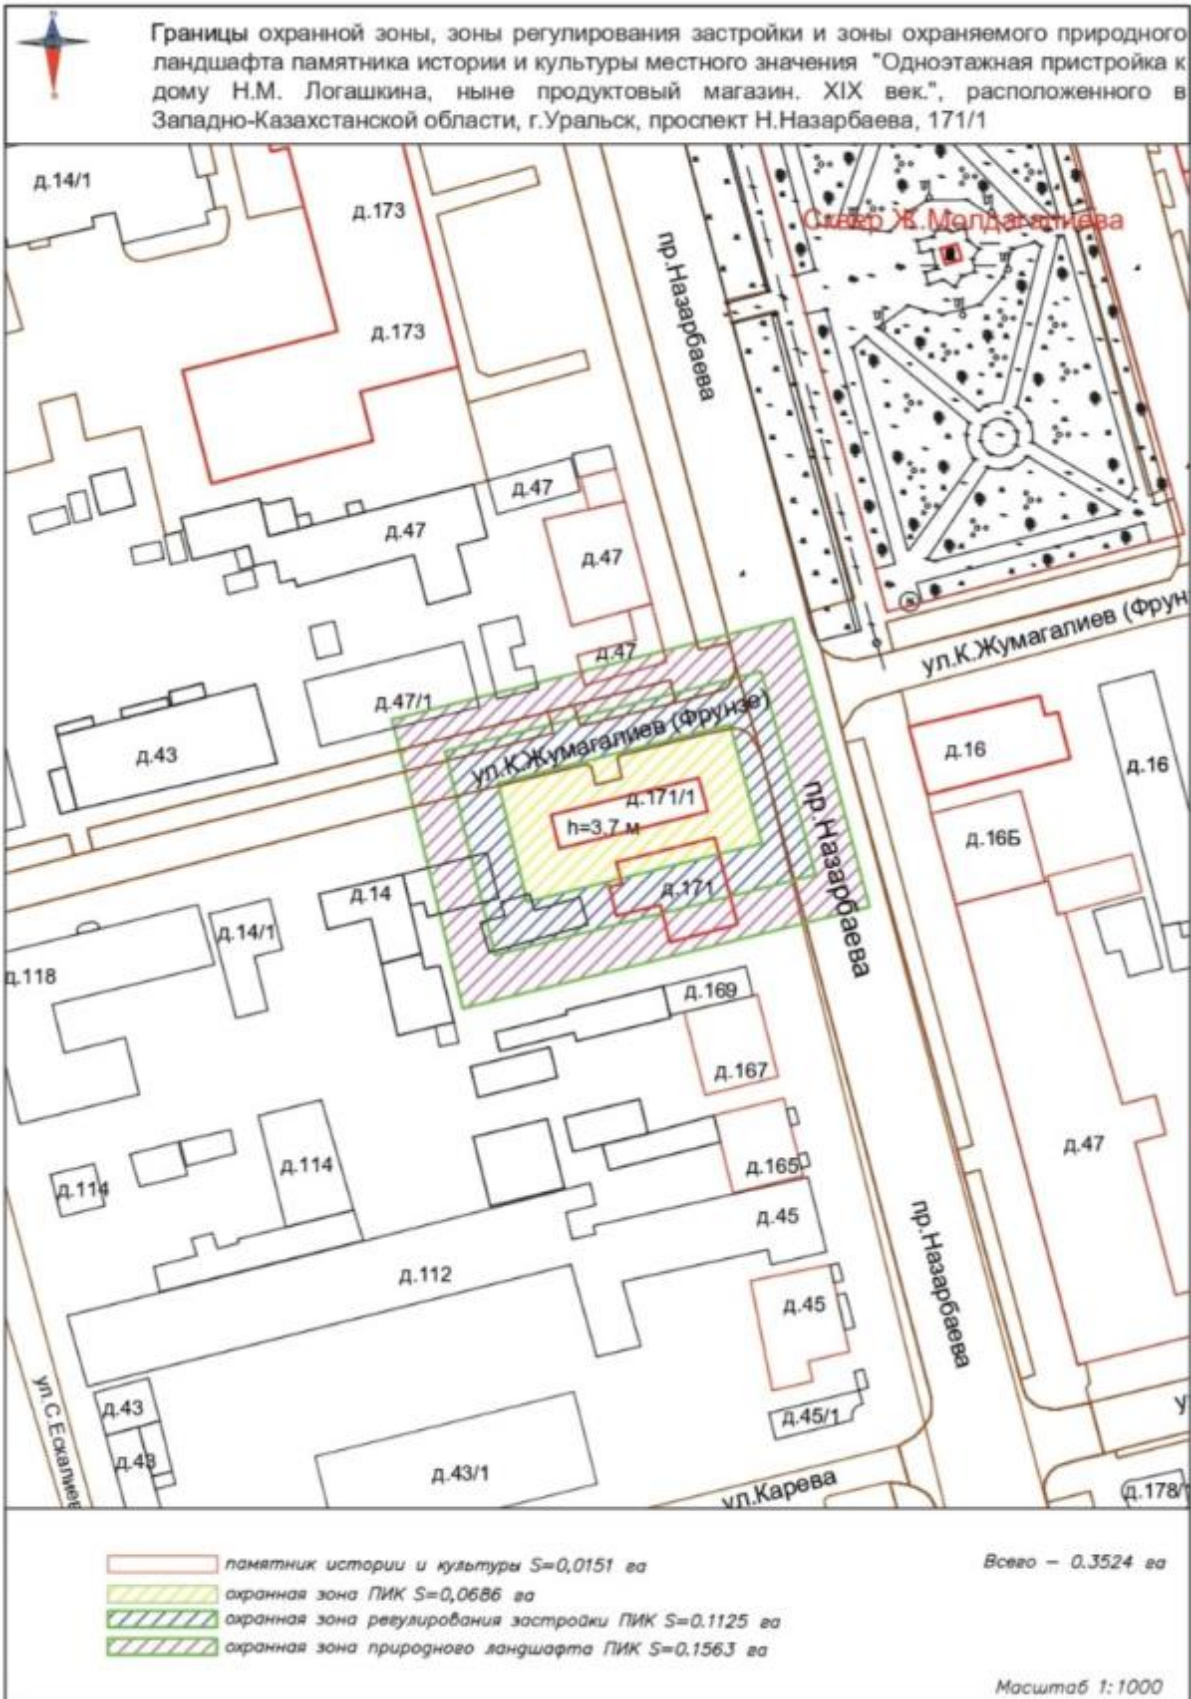 Границы охранной зоны, зоны регулирования застройки и зоны охраняемого природного
ландшафта памятника истории и культуры местного значения "Одноэтажная пристройка к
дому Н.М. Логашкина, ныне продуктовый магазин. XIX век.", расположенного в
Западно-Казахстанской области, г.Уральск, проспект Н.Назарбаева, 171/1
д.14/1
д.173
Сквер Ж.Молдагалиева
пр.Назарбаева
д.173
д.47
д.47
д.47
ул.К.Жумагалиев (Фрун
д.47
д.47/1
ул.К.Жумагалиев (Фрунзе)
д.43
д.16
д.16
д.171/1
h=3,7 м
пр.Назарбаева
д.16Б
д.14
д.171
д.14/1
д.118
д.169
д.167
д.47
д.114
д.114
д.165
д.45
пр.Назарбаева
д.112
д.45
ул.С.Ескалиев
д.43
д.45/1
у
д.43
д.43/1
ул.Карева
д.178/1
памятник истории и культуры S=0,0151 га
Всего – 0.3524 га
охранная зона ПИК S=0,0686 га
охранная зона регулирования застройки ПИК S=0.1125 га
охранная зона природного ландшафта ПИК S=0.1563 га
Масштаб 1:1000